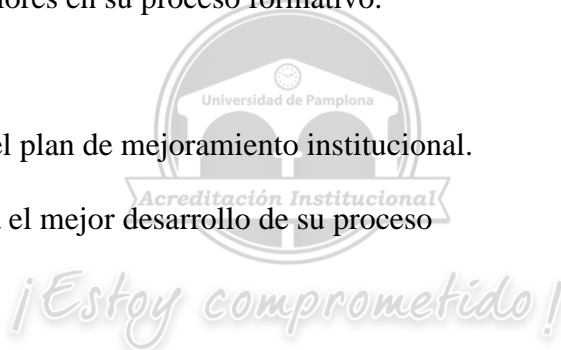 en su proceso formativo.
Universidad de Pamplona
el plan de mejoramiento institucional.
Acreditación Institucional
el mejor desarrollo de su proceso
¡Estoy comprometido!